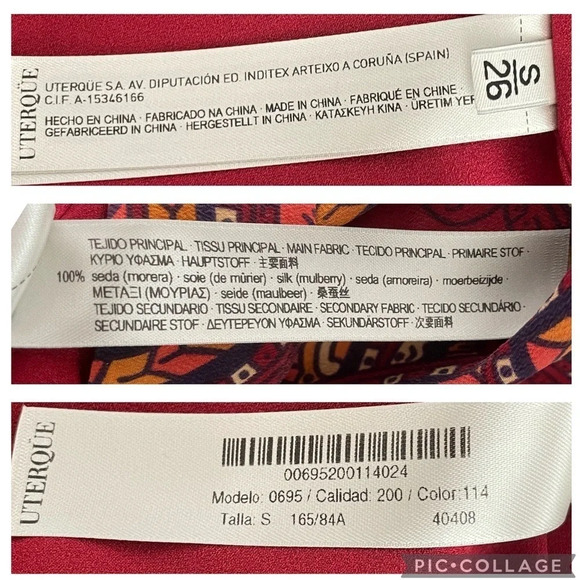 UTERQÜE
UTERQÜE S.A. AV. DIPUTACIÓN ED. INDITEX ARTEIXO A CORUÑA (SPAIN)
C.I.F. A-15346166
HECHO EN CHINA · FABRICADO NA CHINA · MADE IN CHINA · FABRIQUÉ EN CHINE ·
GEFABRICEERD IN CHINA · HERGESTELLT IN CHINA · ΚΑΤΑΣΚΕΥΗ ΚΙΝΑ · ÜRETIM YER
S
26
TEJIDO PRINCIPAL · TISSU PRINCIPAL · MAIN FABRIC · TECIDO PRINCIPAL · PRIMAIRE STOF ·
ΚΥΡΙΟ ΥΦΑΣΜΑ · HAUPTSTOFF · 主要面料
100% seda (morera) · soie (de mûrier) · silk (mulberry) · seda (amoreira) · moerbeizijde ·
ΜΕΤΑΞΙ (ΜΟΥΡΙΑΣ) · seide (maulbeer) · 桑蚕丝
TEJIDO SECUNDARIO · TISSU SECONDAIRE · SECONDARY FABRIC · TECIDO SECUNDÁRIO ·
SECUNDAIRE STOF · ΔΕΥΤΕΡΕΥΟΝ ΥΦΑΣΜΑ · SEKUNDÄRSTOFF · 次要面料
UTERQÜE
00695200114024
Modelo: 0695 / Calidad: 200 / Color:114
Talla: S 165/84A 40408
PIC•COLLAGE